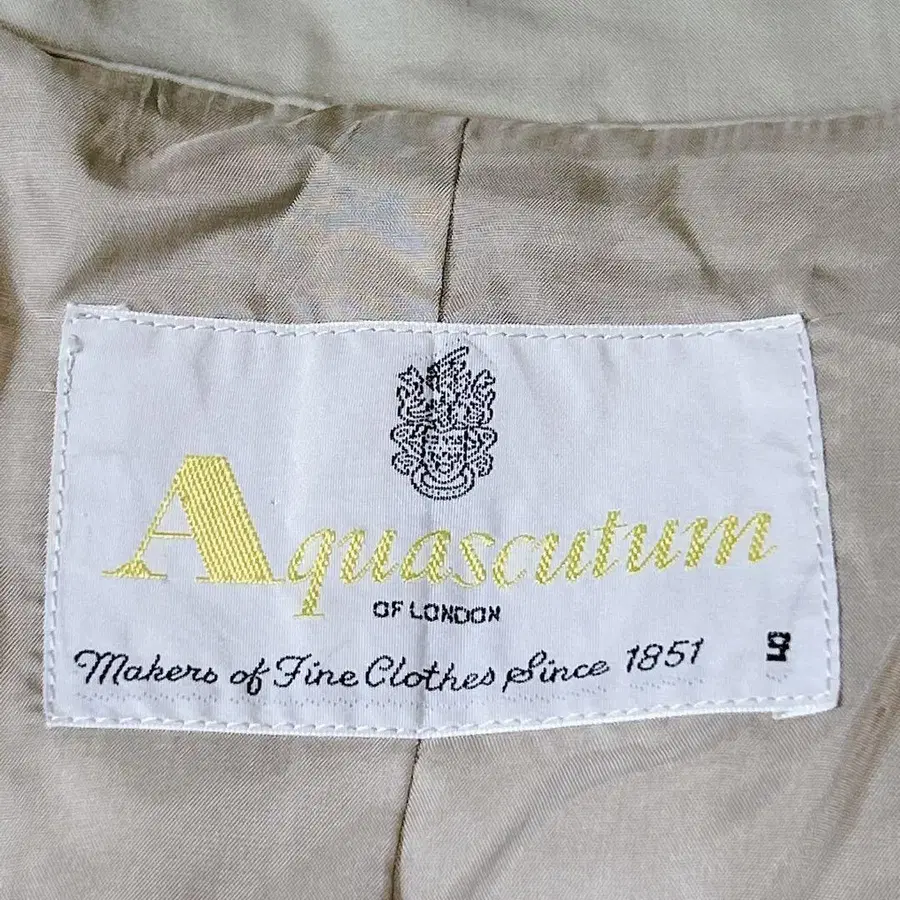 Aquascutum
OF LONDON
Makers of Fine Clothes Since 1851 9